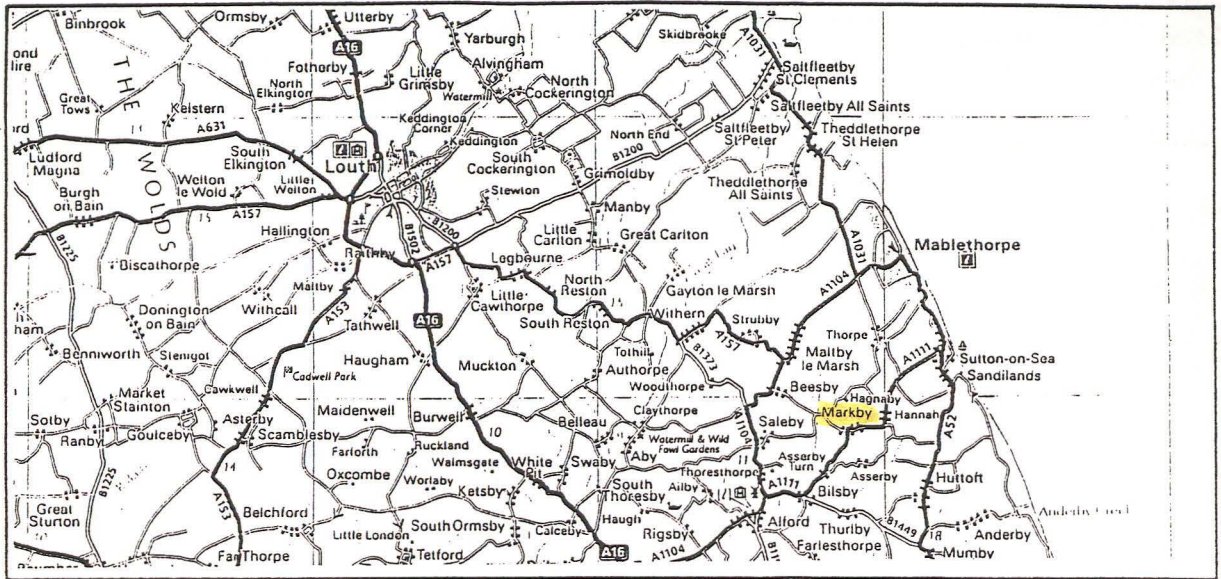 Binbrook
Ormsby
Utterby
A16
Yarburgh
Skidbrooke
A1031
THE
WOLDS
Fotherby
Little
Grimsby
Alvingham
Watermill
North
Cockerington
Saltfleetby
St Clements
North
Elkington
Great
Tows
Kelstern
Keddington
Corner
Keddington
Saltfleetby All Saints
A631
North End
Saltfleetby
St Peter
Theddlethorpe
St Helen
B1200
Ludford
Magna
South
Elkington
Louth
South
Cockerington
Grimoldby
Theddlethorpe
All Saints
Burgh
on Bain
Welton
le Wold
Little
Welton
Stewton
Manby
15
A157
B1225
Hallington
Raithby
B1502
B1200
A157
Legbourne
Little
Carlton
Great Carlton
A1031
Mablethorpe
Biscathorpe
Maltby
Little
Cawthorpe
North
Reston
Gayton le Marsh
A1104
Donington
on Bain
Withcall
A153
Tathwell
A16
South Reston
Withern
Strubby
Thorpe
ham
Benniworth
Stenigot
Haugham
Muckton
Tothill
Authorpe
A157
Maltby
le Marsh
A1111
Sutton-on-Sea
Sandilands
Cadwell Park
Cawkwell
Market
Stainton
B1373
Woodthorpe
Beesby
Hagnaby
Sotby
Ranby
Goulceby
Asterby
Scamblesby
Maidenwell
Burwell
Belleau
Claythorpe
A1104
Saleby
Markby
Hannah
A52
Farforth
Ruckland
10
Watermill & Wild
Fowl Gardens
Aby
14
Oxcombe
Walmsgate
White
Pit
Swaby
Thoresthorpe
11
Asserby
Turn
Asserby
B1225
A153
Worlaby
Ketsby
South
Thoresby
Ailby
A1111
Bilsby
Huttoft
Great
Sturton
Belchford
Little London
South Ormsby
Calceby
Haugh
Rigsby
Alford
Thurlby
B1449
Anderby Creek
Anderby
18
Tetford
A16
A1104
Farlesthorpe
Mumby